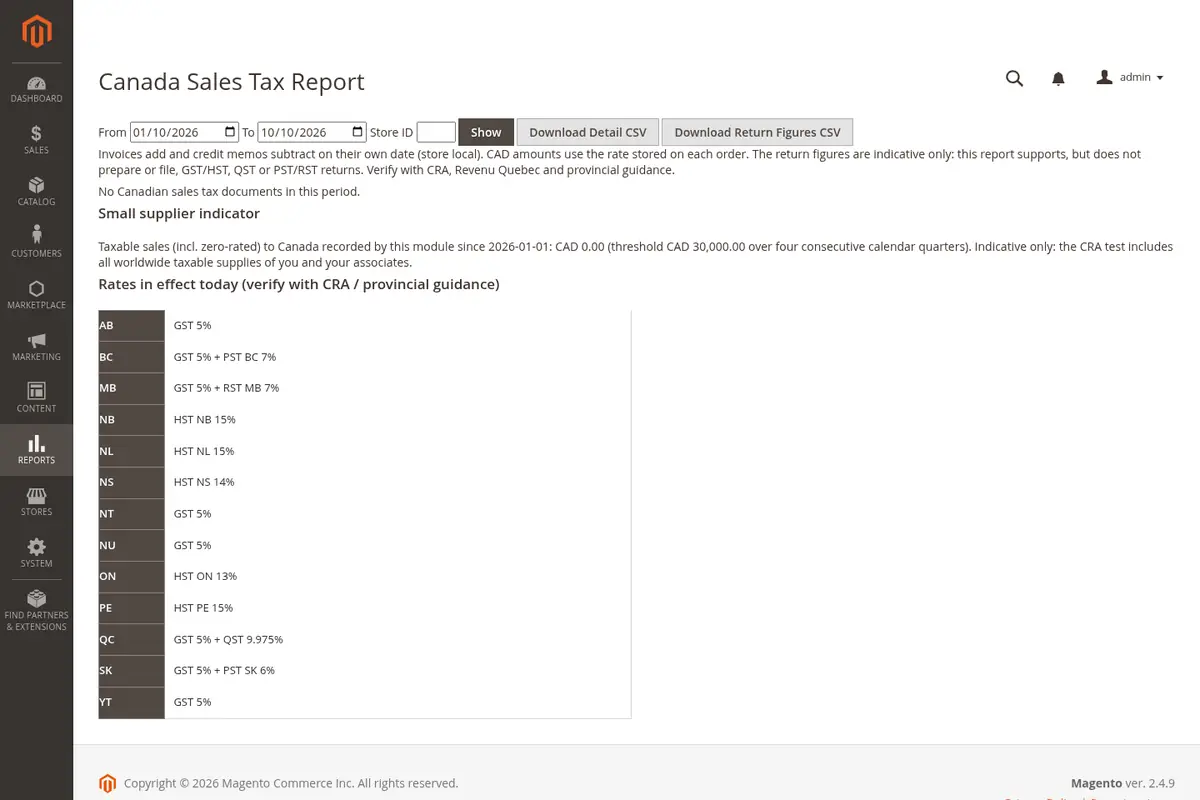 Canada Sales Tax Report
admin
DASHBOARD
SALES
CATALOG
CUSTOMERS
MARKETPLACE
MARKETING
CONTENT
REPORTS
STORES
SYSTEM
FIND PARTNERS
& EXTENSIONS
From 01/10/2026 To 10/10/2026 Store ID Show Download Detail CSV Download Return Figures CSV
Invoices add and credit memos subtract on their own date (store local). CAD amounts use the rate stored on each order. The return figures are indicative only: this report supports, but does not
prepare or file, GST/HST, QST or PST/RST returns. Verify with CRA, Revenu Quebec and provincial guidance.
No Canadian sales tax documents in this period.
Small supplier indicator
Taxable sales (incl. zero-rated) to Canada recorded by this module since 2026-01-01: CAD 0.00 (threshold CAD 30,000.00 over four consecutive calendar quarters). Indicative only: the CRA test includes
all worldwide taxable supplies of you and your associates.
Rates in effect today (verify with CRA / provincial guidance)
AB GST 5%
BC GST 5% + PST BC 7%
MB GST 5% + RST MB 7%
NB HST NB 15%
NL HST NL 15%
NS HST NS 14%
NT GST 5%
NU GST 5%
ON HST ON 13%
PE HST PE 15%
QC GST 5% + QST 9.975%
SK GST 5% + PST SK 6%
YT GST 5%
Copyright © 2026 Magento Commerce Inc. All rights reserved.
Magento ver. 2.4.9